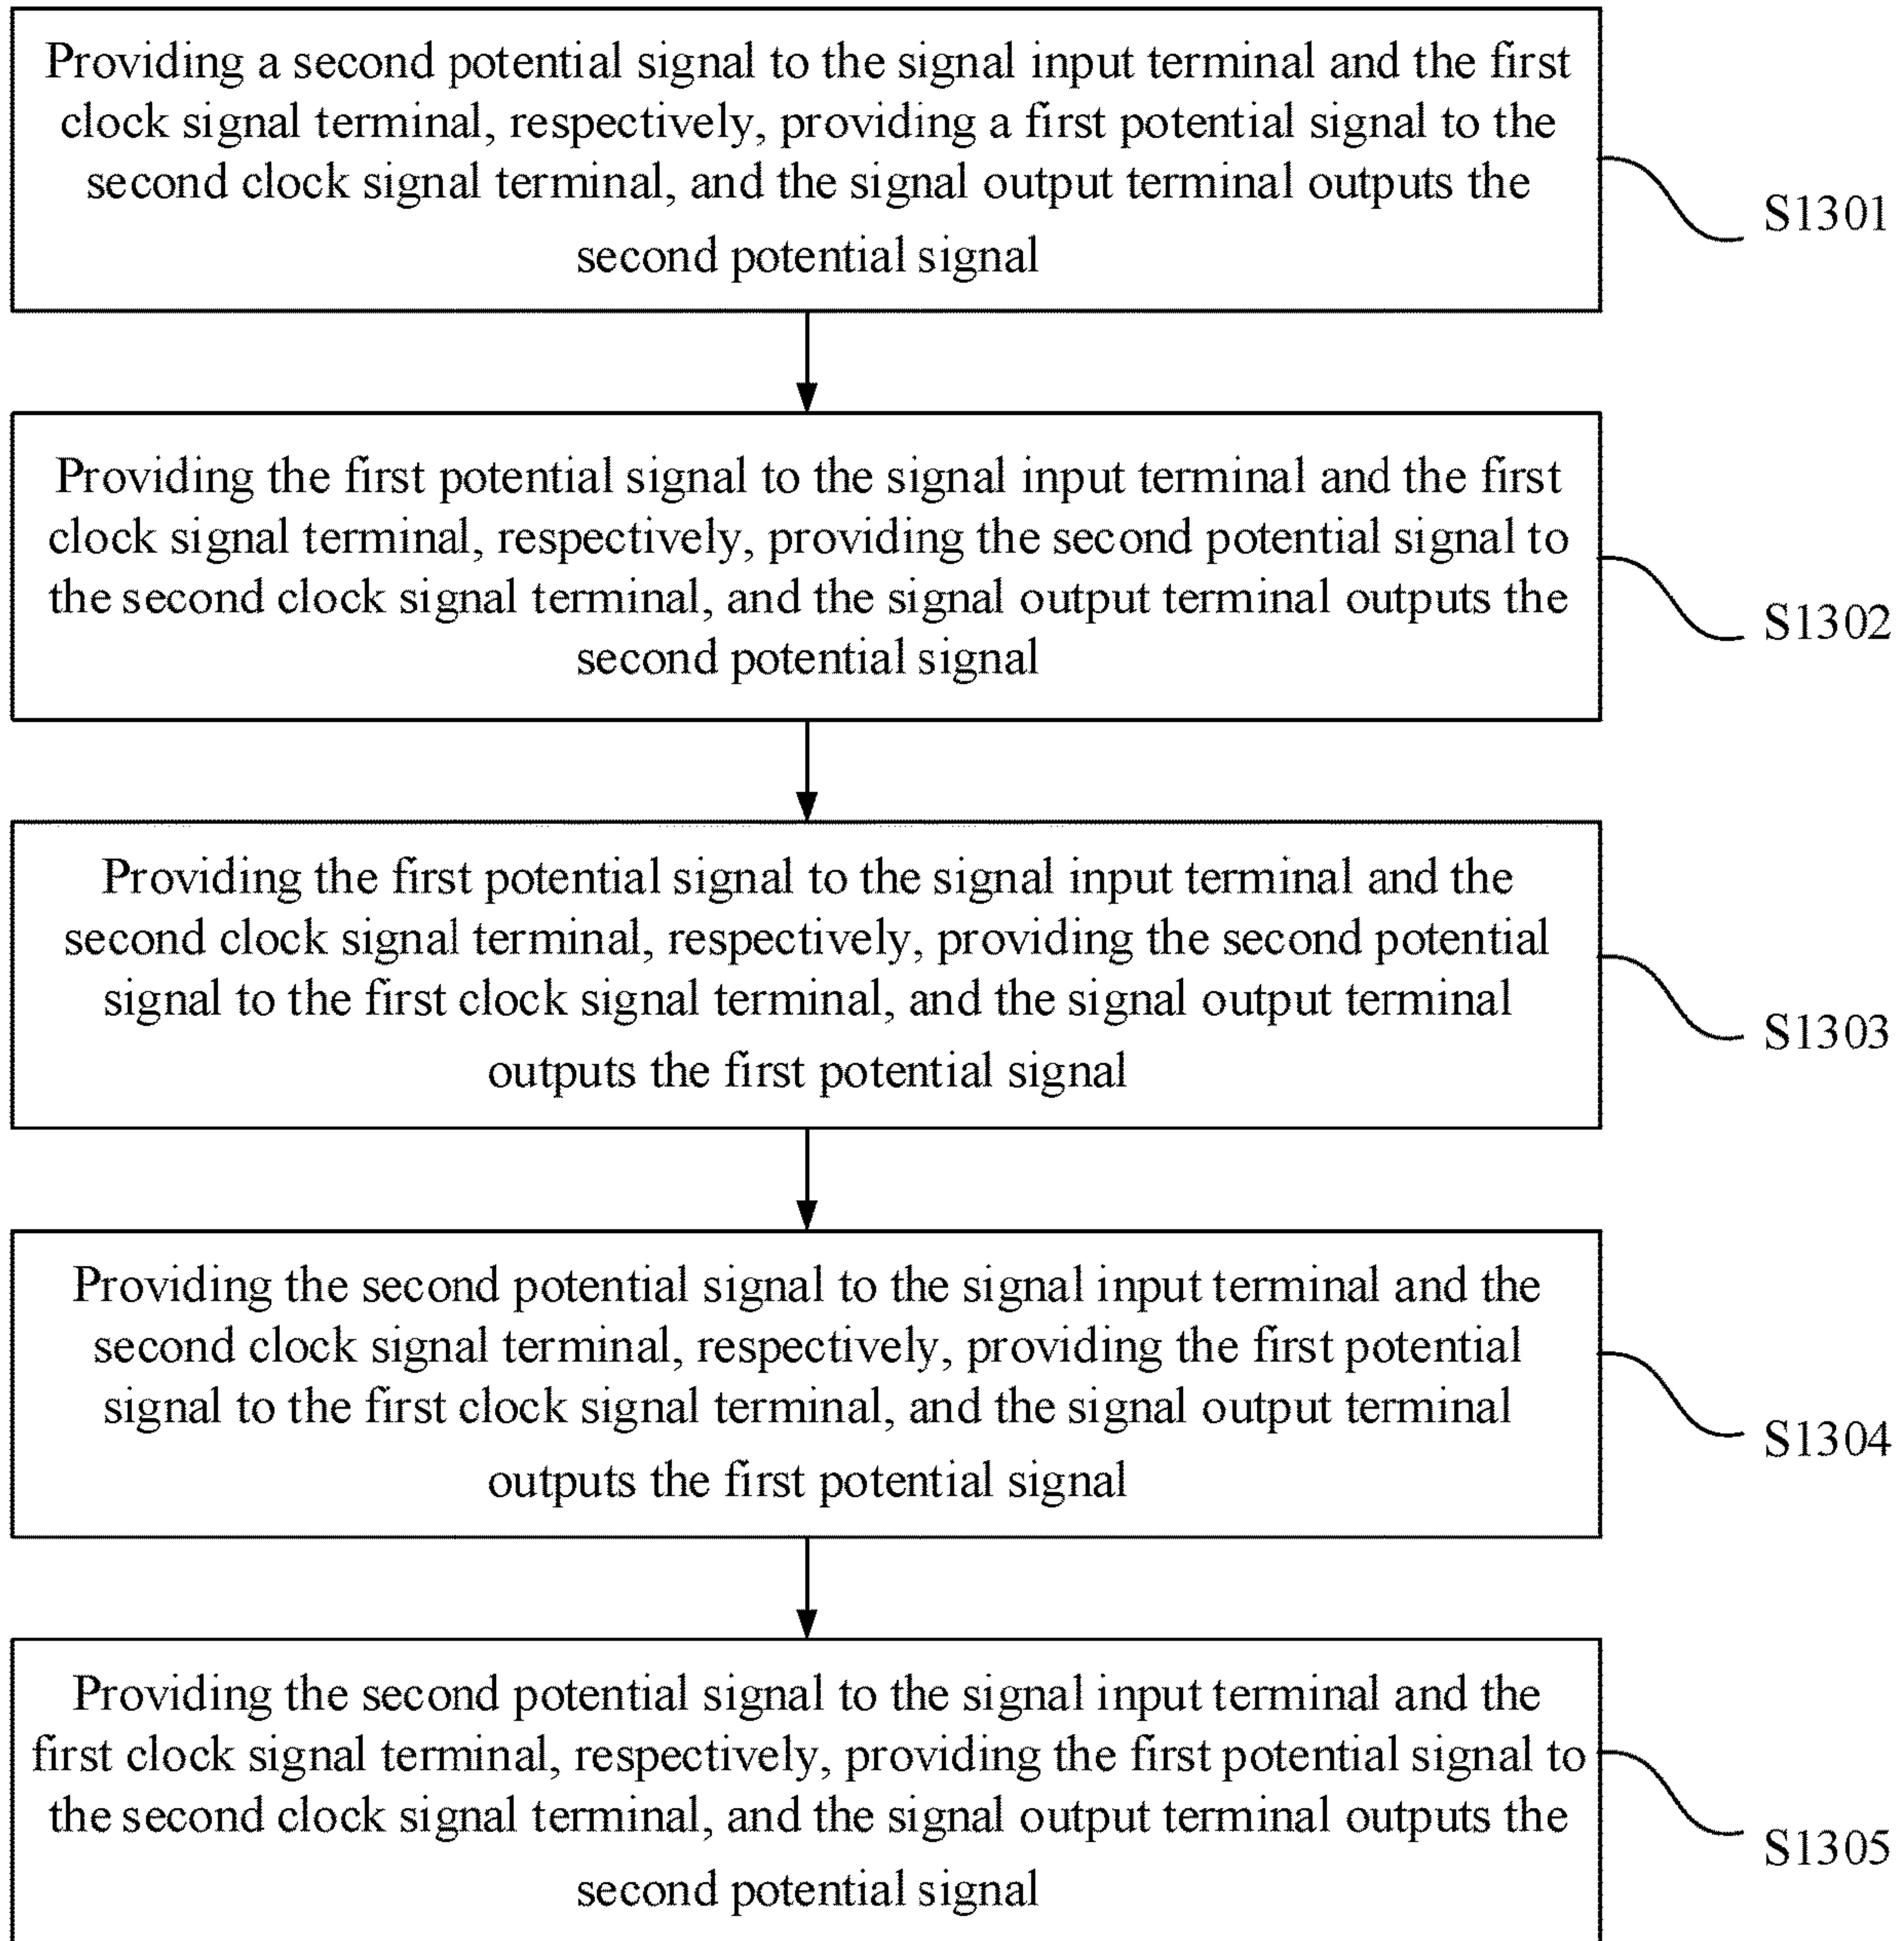 Providing a second potential signal to the signal input terminal and the first
clock signal terminal, respectively, providing a first potential signal to the
second clock signal terminal, and the signal output terminal outputs the
second potential signal
S1301
Providing the first potential signal to the signal input terminal and the first
clock signal terminal, respectively, providing the second potential signal to
the second clock signal terminal, and the signal output terminal outputs the
second potential signal
S1302
Providing the first potential signal to the signal input terminal and the
second clock signal terminal, respectively, providing the second potential
signal to the first clock signal terminal, and the signal output terminal
outputs the first potential signal
S1303
Providing the second potential signal to the signal input terminal and the
second clock signal terminal, respectively, providing the first potential
signal to the first clock signal terminal, and the signal output terminal
outputs the first potential signal
S1304
Providing the second potential signal to the signal input terminal and the
first clock signal terminal, respectively, providing the first potential signal to
the second clock signal terminal, and the signal output terminal outputs the
second potential signal
S1305